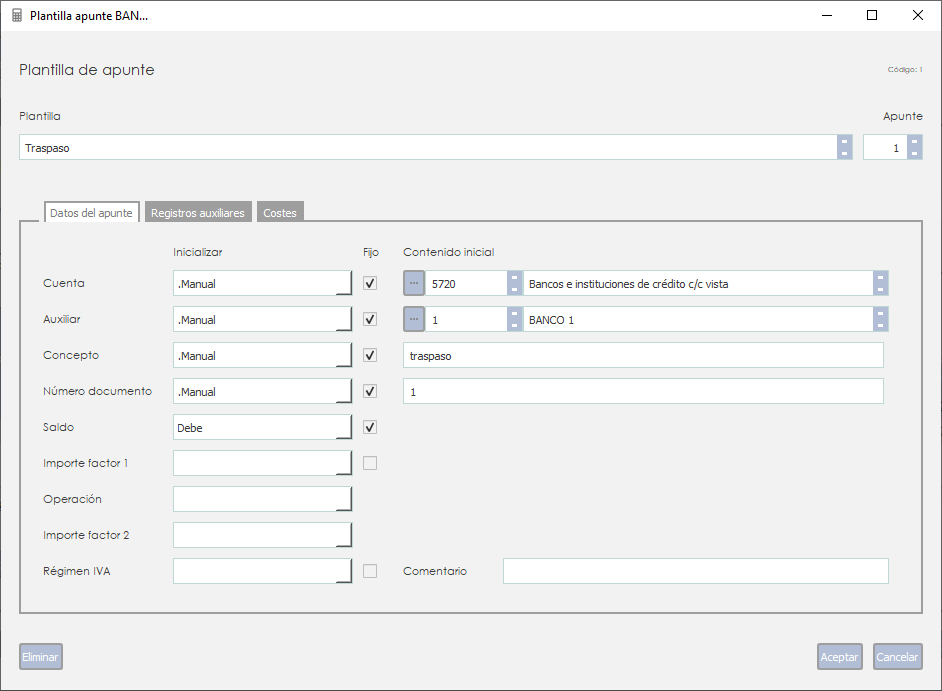 Plantilla apunte BAN...
Plantilla de apunte
Código: 1
Plantilla
Apunte
Traspaso
1
Datos del apunte
Registros auxiliares
Costes
Inicializar
Fijo
Contenido inicial
Cuenta
.Manual
...
5720
Bancos e instituciones de crédito c/c vista
Auxiliar
.Manual
...
1
BANCO 1
Concepto
.Manual
traspaso
Número documento
.Manual
1
Saldo
Debe
Importe factor 1
Operación
Importe factor 2
Régimen IVA
Comentario
Eliminar
Aceptar
Cancelar